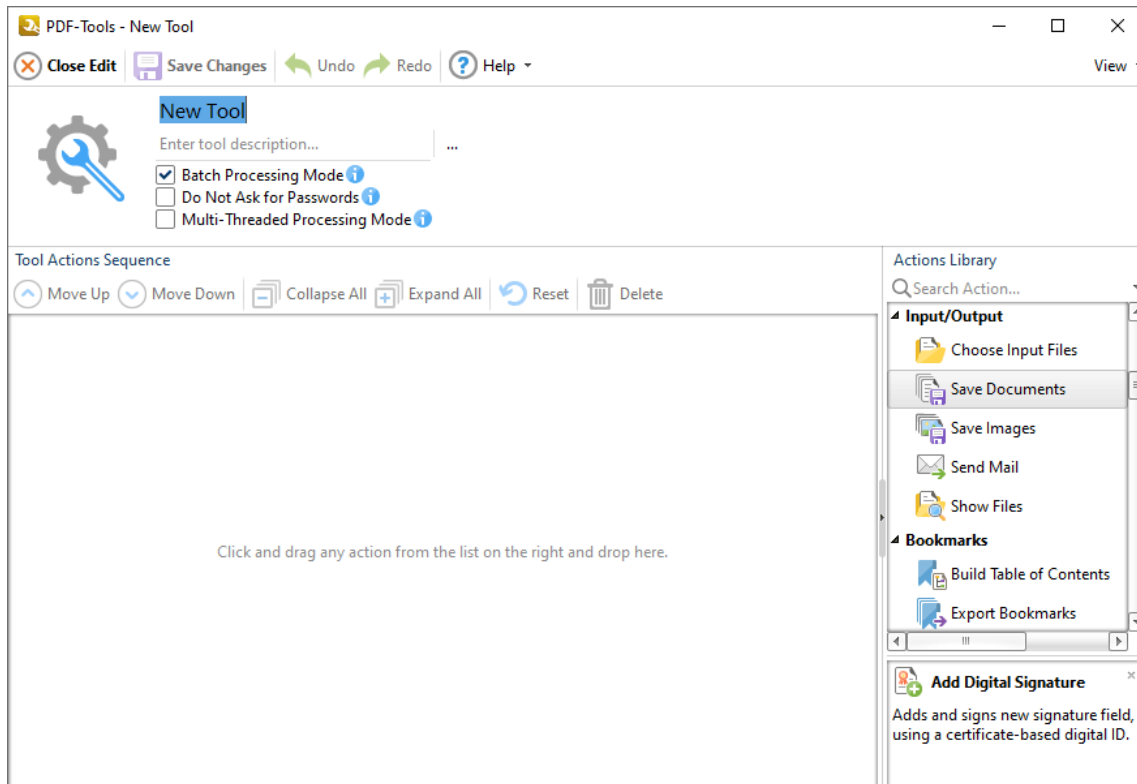 PDF-Tools - New Tool
Close Edit Save Changes Undo Redo ? Help View
New Tool
Enter tool description... ...
Batch Processing Mode i
Do Not Ask for Passwords i
Multi-Threaded Processing Mode i
Tool Actions Sequence
Move Up Move Down Collapse All Expand All Reset Delete
Click and drag any action from the list on the right and drop here.
Actions Library
Search Action...
Input/Output
Choose Input Files
Save Documents
Save Images
Send Mail
Show Files
Bookmarks
Build Table of Contents
Export Bookmarks
Add Digital Signature
Adds and signs new signature field,
using a certificate-based digital ID.